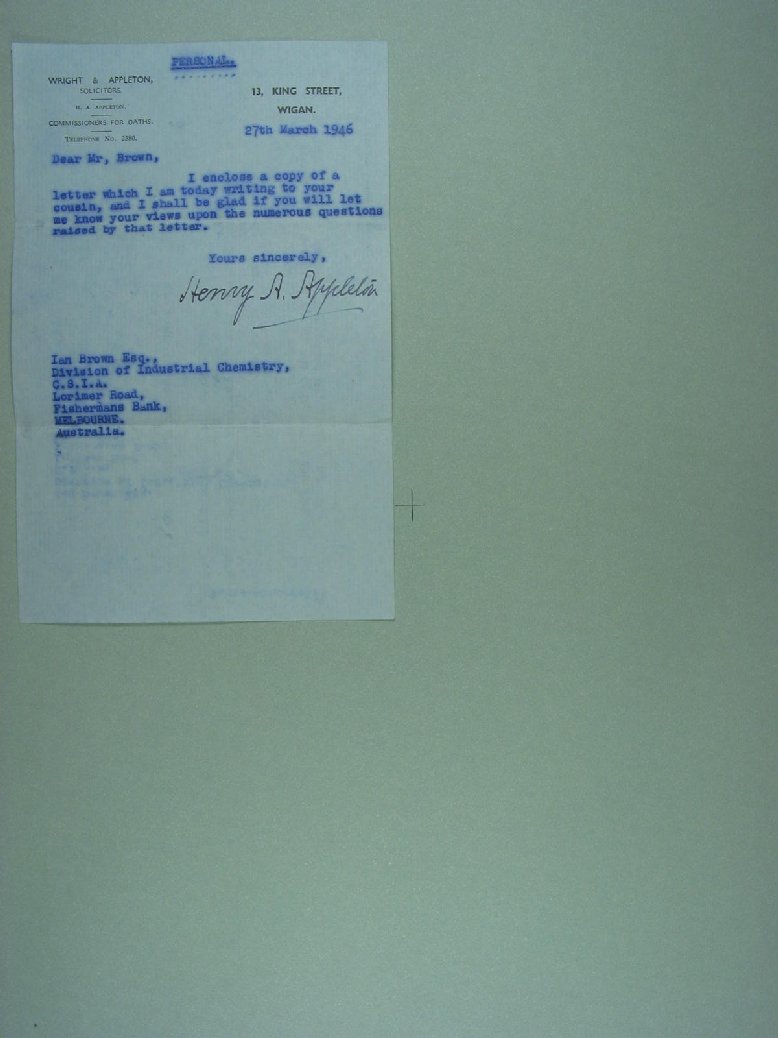 PERSONAL.
WRIGHT & APPLETON,
SOLICITORS.
H. A. APPLETON.
COMMISSIONERS FOR OATHS.
TELEPHONE No. 2380.
13, KING STREET,
WIGAN.
27th March 1946
Dear Mr, Brown,
I enclose a copy of a
letter which I am today writing to your
cousin, and I shall be glad if you will let
me know your views upon the numerous questions
raised by that letter.
Yours sincerely,
Henry A. Appleton
Ian Brown Esq.,
Division of Industrial Chemistry,
C.S.I.A.
Lorimer Road,
Fishermans Bank,
MELBOURNE.
Australia.